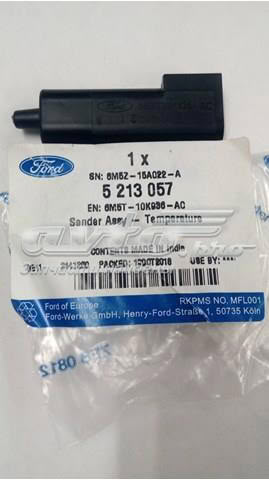 Ford
1 x
SN: 6M5Z-15A022-A
5 213 057
EN: 6M5T-10K936-AC
Sender Assy - Temperature
CONTENTS MADE IN India
PACKED: USE BY: ****
Ford of Europe
RKPMS NO. MFL001
Ford-Werke GmbH, Henry-Ford-Straße 1, 50735 Köln